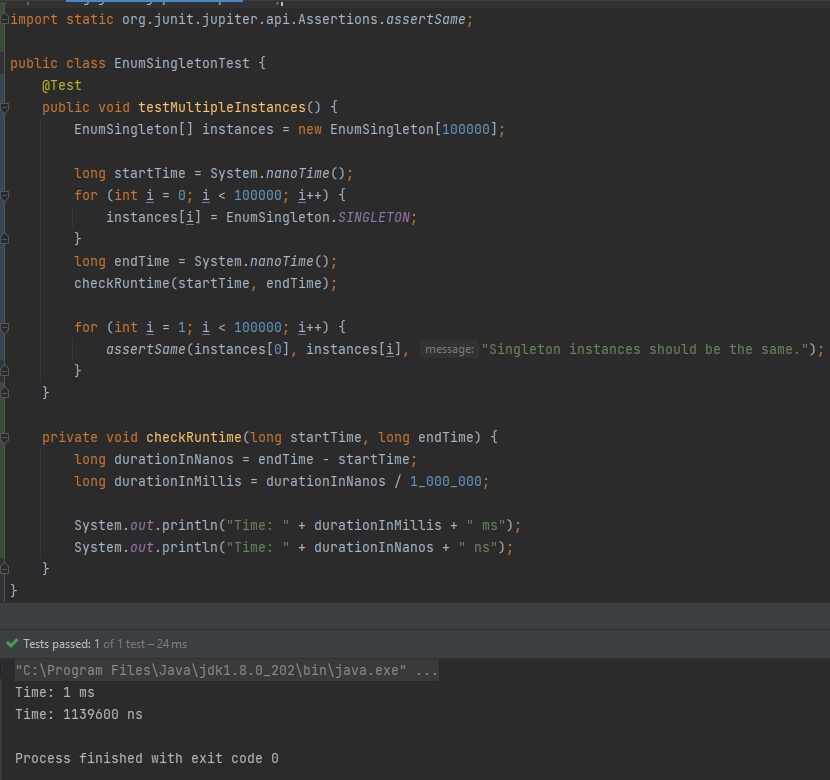 import static org.junit.jupiter.api.Assertions.assertSame;
public class EnumSingletonTest {
@Test
public void testMultipleInstances() {
EnumSingleton[] instances = new EnumSingleton[100000];
long startTime = System.nanoTime();
for (int i = 0; i < 100000; i++) {
instances[i] = EnumSingleton.SINGLETON;
}
long endTime = System.nanoTime();
checkRuntime(startTime, endTime);
for (int i = 1; i < 100000; i++) {
assertSame(instances[0], instances[i], message: "Singleton instances should be the same.");
}
}
private void checkRuntime(long startTime, long endTime) {
long durationInNanos = endTime - startTime;
long durationInMillis = durationInNanos / 1_000_000;
System.out.println("Time: " + durationInMillis + " ms");
System.out.println("Time: " + durationInNanos + " ns");
}
}
Tests passed: 1 of 1 test – 24 ms
"C:\Program Files\Java\jdk1.8.0_202\bin\java.exe" ...
Time: 1 ms
Time: 1139600 ns
Process finished with exit code 0